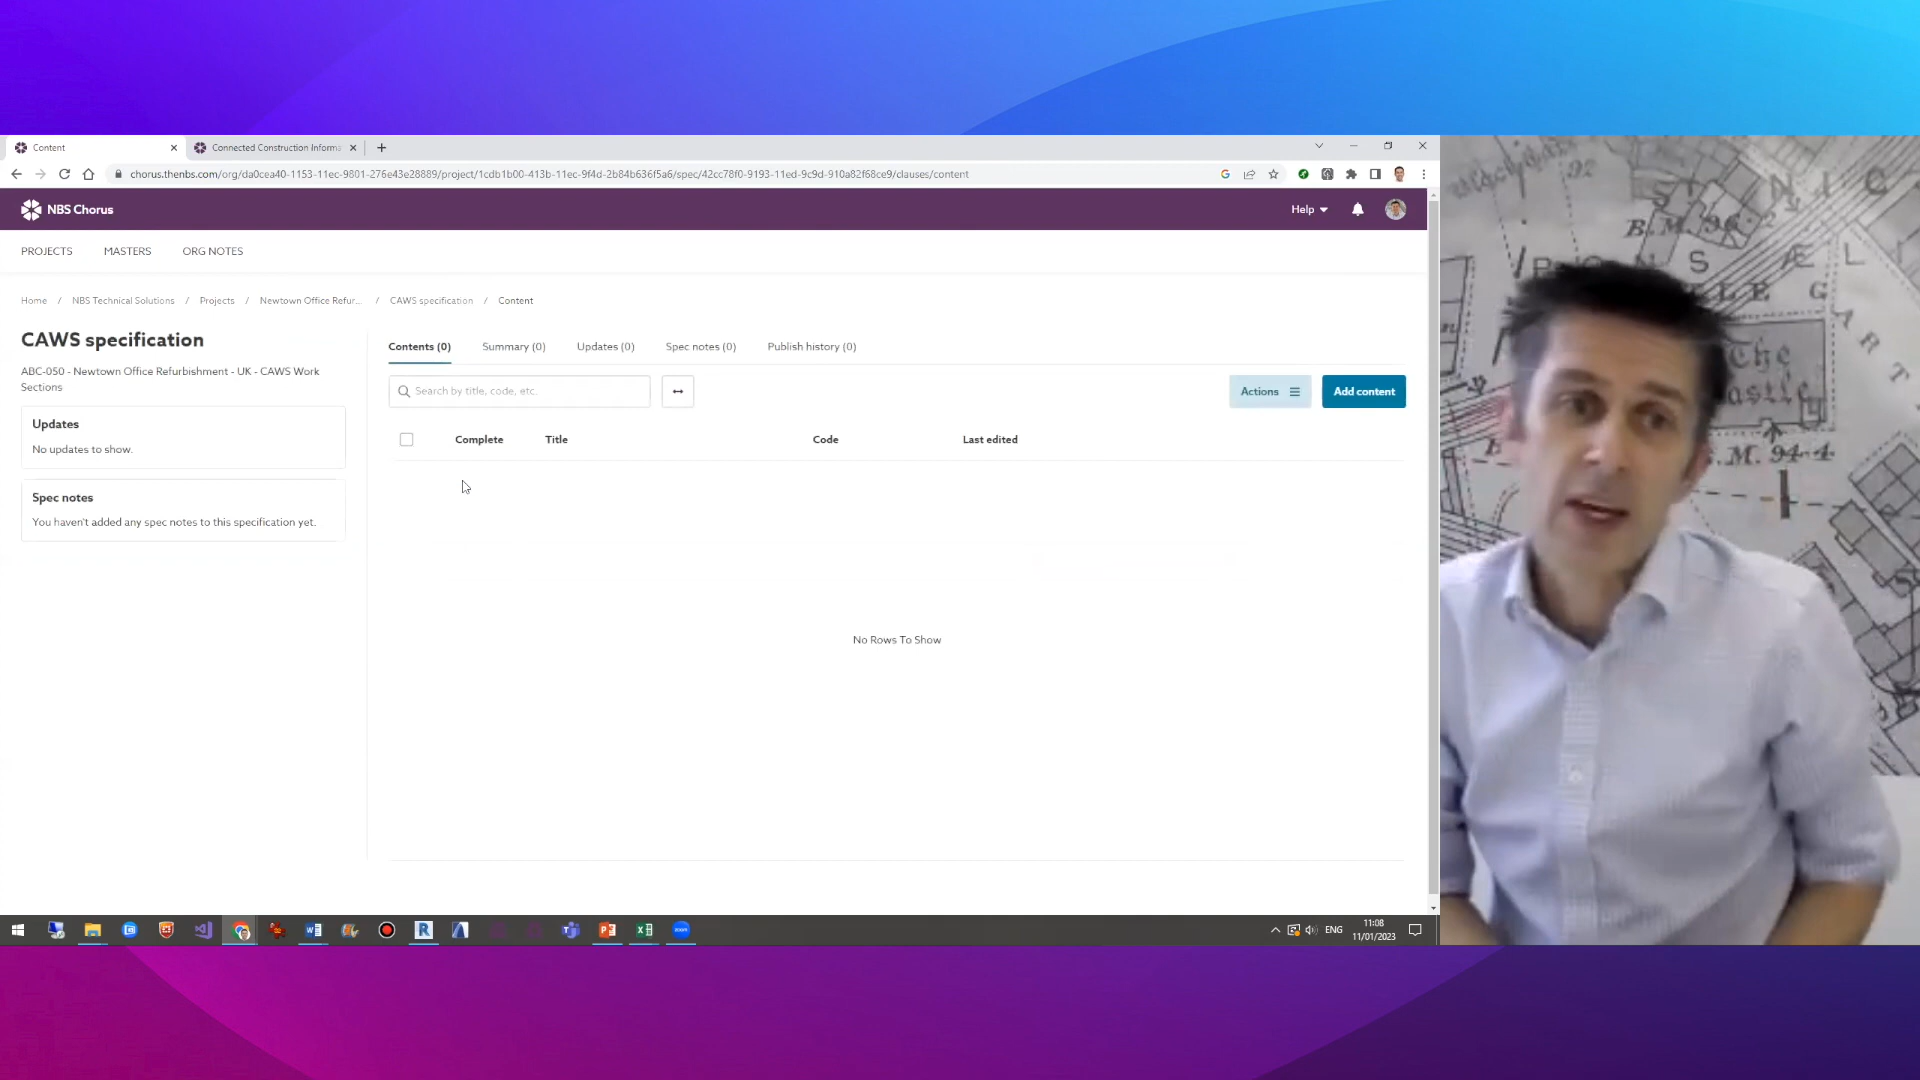 Content
Connected Construction Informa
chorus.thenbs.com/org/da0cea40-1153-11ec-9801-276e43e28889/project/1cdb1b00-413b-11ec-9f4d-2b84b636f5a6/spec/42cc78f0-9193-11ed-9c9d-910a82f68ce9/clauses/content
NBS Chorus
Help
PROJECTS MASTERS ORG NOTES
Home / NBS Technical Solutions / Projects / Newtown Office Refur... / CAWS specification / Content
CAWS specification
ABC-050 - Newtown Office Refurbishment - UK - CAWS Work
Sections
Updates
No updates to show.
Spec notes
You haven't added any spec notes to this specification yet.
Contents (0) Summary (0) Updates (0) Spec notes (0) Publish history (0)
Search by title, code, etc.
Actions
Add content
Complete Title Code Last edited
No Rows To Show
ENG
11:08
11/01/2023
B.M.
The
M. 94·4